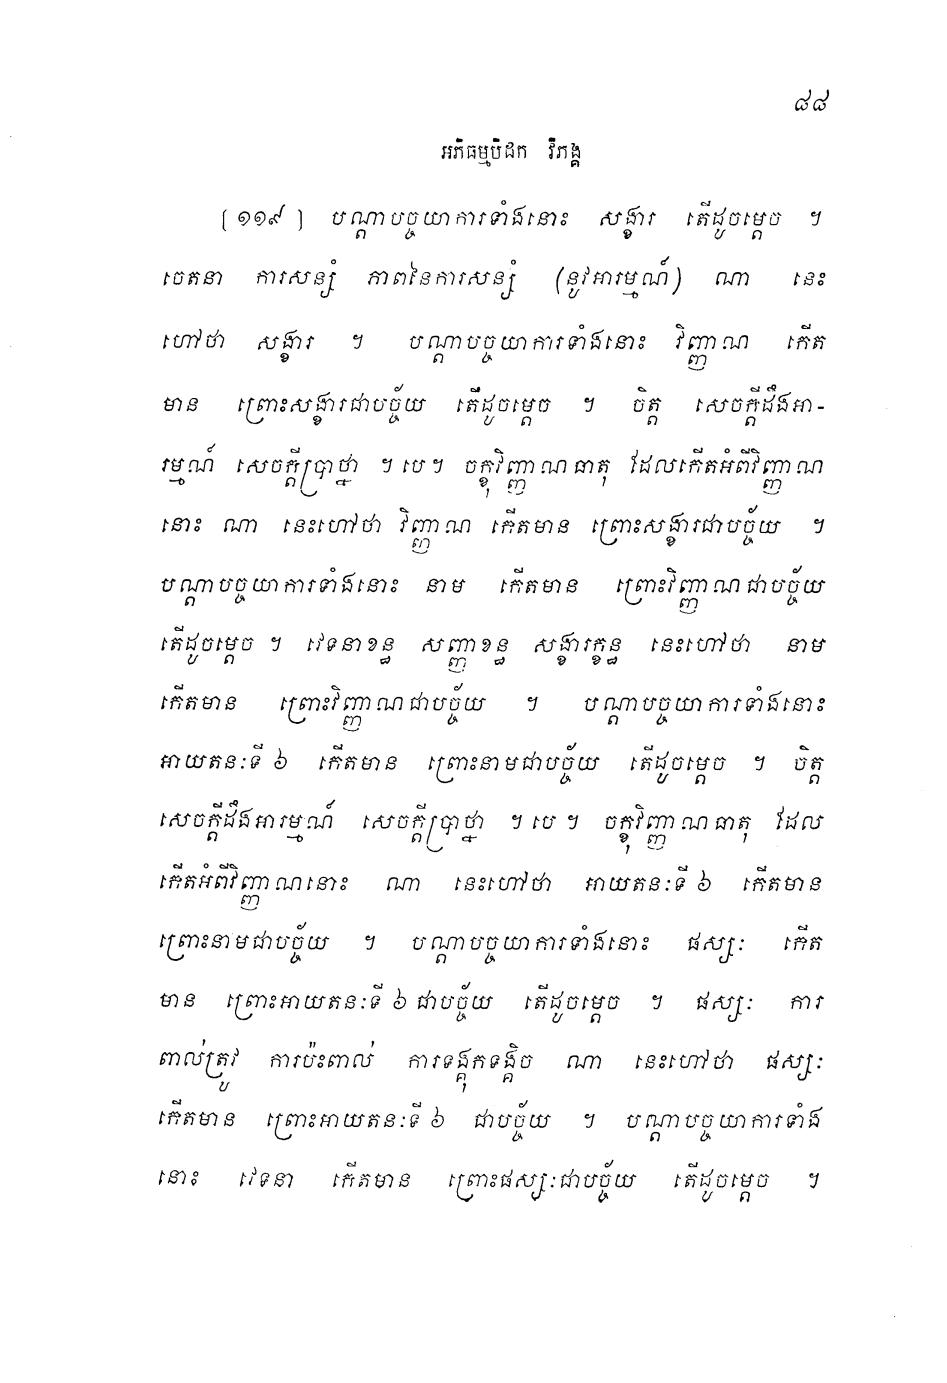 ៨៨
អភិធម្មបិដក វិភង្គ
(១១៩) បណ្តាបច្ចយាការទាំងនោះ សង្ខារ តើដូចម្តេច ។
ចេតនា ការសន្សំ ភាពនៃការសន្សំ (នូវអារម្មណ៍) ណា នេះ
ហៅថា សង្ខារ ។ បណ្តាបច្ចយាការទាំងនោះ វិញ្ញាណ កើត
មាន ព្រោះសង្ខារជាបច្ច័យ តើដូចម្តេច ។ ចិត្ត សេចក្តីដឹងអា-
រម្មណ៍ សេចក្តីប្រាថ្នា ។ បេ ។ ចក្ខុវិញ្ញាណធាតុ ដែលកើតអំពីវិញ្ញាណ
នោះ ណា នេះហៅថា វិញ្ញាណ កើតមាន ព្រោះសង្ខារជាបច្ច័យ ។
បណ្តាបច្ចយាការទាំងនោះ នាម កើតមាន ព្រោះវិញ្ញាណជាបច្ច័យ
តើដូចម្តេច ។ វេទនាខន្ធ សញ្ញាខន្ធ សង្ខារក្ខន្ធ នេះហៅថា នាម
កើតមាន ព្រោះវិញ្ញាណជាបច្ច័យ ។ បណ្តាបច្ចយាការទាំងនោះ
អាយតនៈទី ៦ កើតមាន ព្រោះនាមជាបច្ច័យ តើដូចម្តេច ។ ចិត្ត
សេចក្តីដឹងអារម្មណ៍ សេចក្តីប្រាថ្នា ។ បេ ។ ចក្ខុវិញ្ញាណធាតុ ដែល
កើតអំពីវិញ្ញាណនោះ ណា នេះហៅថា អាយតនៈទី ៦ កើតមាន
ព្រោះនាមជាបច្ច័យ ។ បណ្តាបច្ចយាការទាំងនោះ ផស្សៈ កើត
មាន ព្រោះអាយតនៈទី ៦ ជាបច្ច័យ តើដូចម្តេច ។ ផស្សៈ ការ
ពាល់ត្រូវ ការប៉ះពាល់ ការទង្គុកទង្គិច ណា នេះហៅថា ផស្សៈ
កើតមាន ព្រោះអាយតនៈទី ៦ ជាបច្ច័យ ។ បណ្តាបច្ចយាការទាំង
នោះ វេទនា កើតមាន ព្រោះផស្សៈជាបច្ច័យ តើដូចម្តេច ។